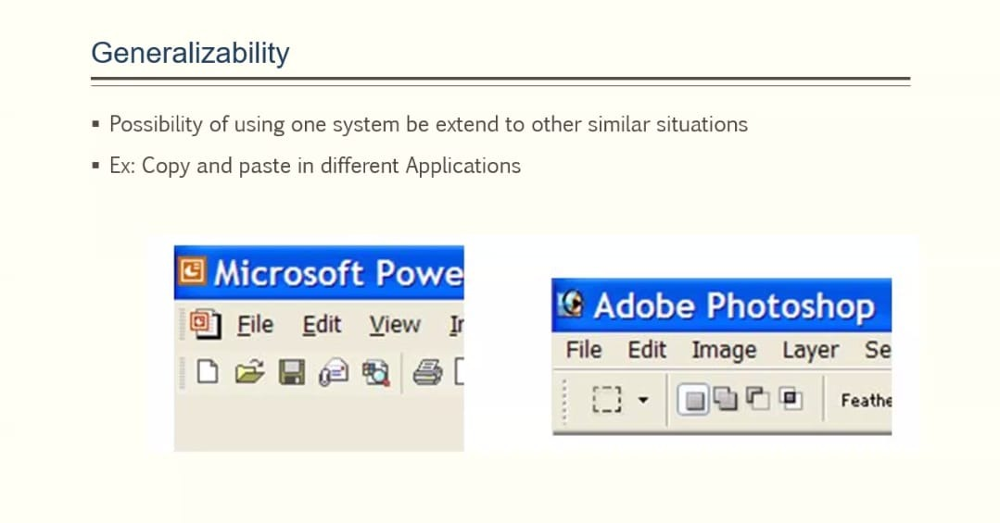 Generalizability
▪ Possibility of using one system be extend to other similar situations
▪ Ex: Copy and paste in different Applications
Microsoft Powe
File Edit View Ir
Adobe Photoshop
File Edit Image Layer Se
Feathe